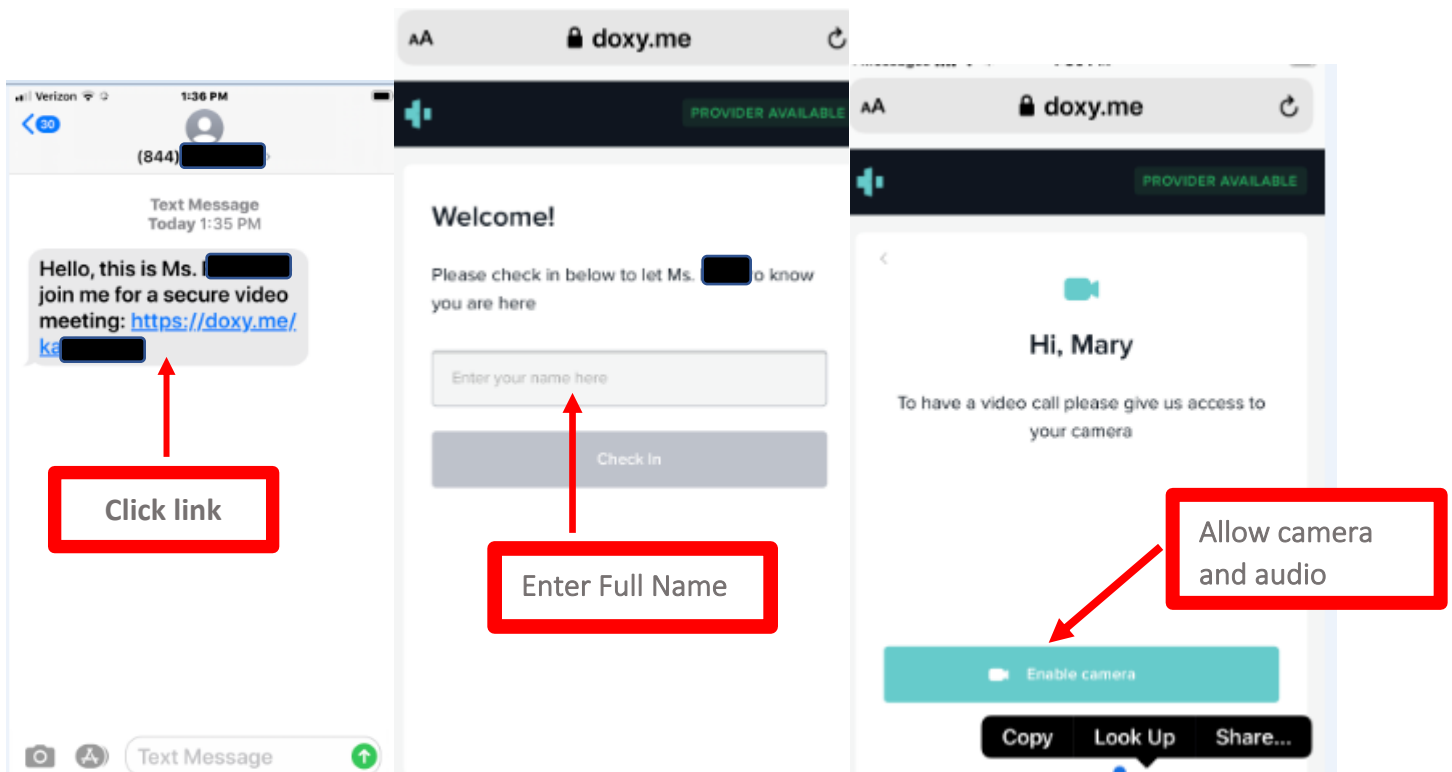 Verizon
1:36 PM
30
(844)
Text Message
Today 1:35 PM
Hello, this is Ms.
join me for a secure video
meeting: https://doxy.me/
ka
Click link
Text Message
AA
doxy.me
PROVIDER AVAILABLE
Welcome!
Please check in below to let Ms. o know
you are here
Enter your name here
Check In
Enter Full Name
AA
doxy.me
PROVIDER AVAILABLE
Hi, Mary
To have a video call please give us access to
your camera
Allow camera
and audio
Enable camera
Copy Look Up Share...